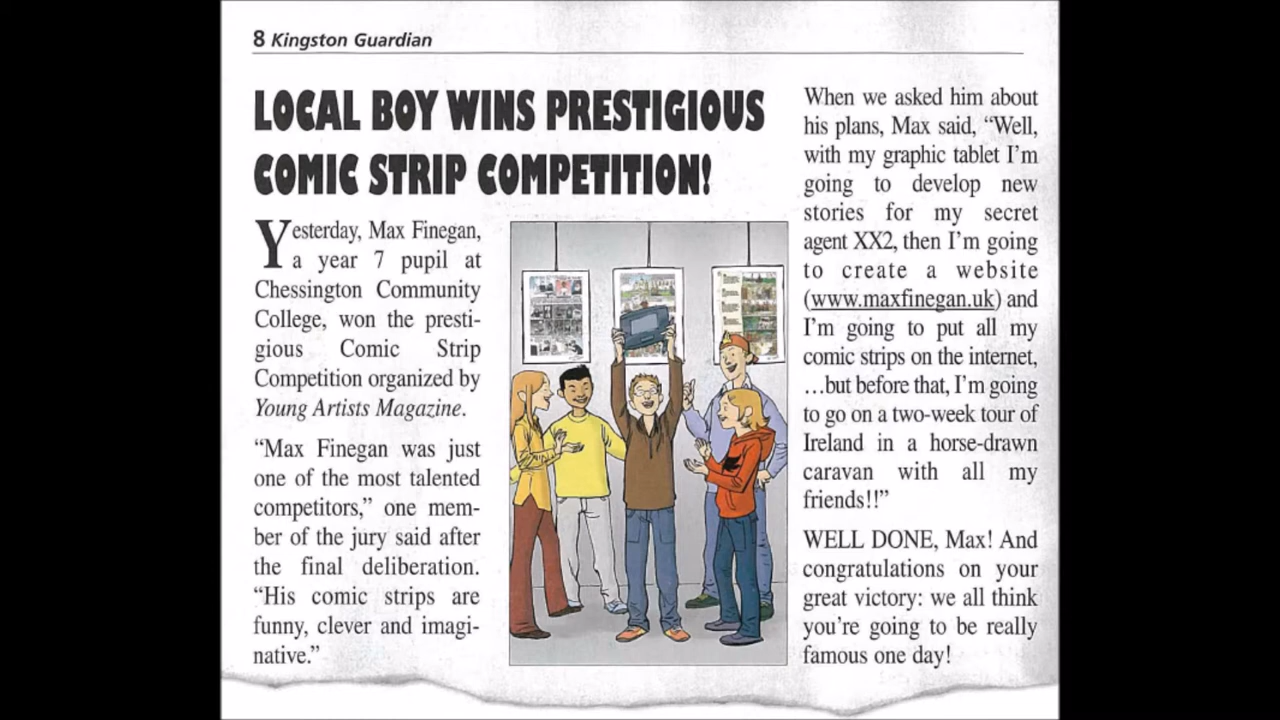 8 Kingston Guardian
LOCAL BOY WINS PRESTIGIOUS
COMIC STRIP COMPETITION!
Yesterday, Max Finegan,
a year 7 pupil at
Chessington Community
College, won the presti-
gious Comic Strip
Competition organized by
Young Artists Magazine.
“Max Finegan was just
one of the most talented
competitors,” one mem-
ber of the jury said after
the final deliberation.
“His comic strips are
funny, clever and imagi-
native.”
When we asked him about
his plans, Max said, “Well,
with my graphic tablet I’m
going to develop new
stories for my secret
agent XX2, then I’m going
to create a website
(www.maxfinegan.uk) and
I’m going to put all my
comic strips on the internet,
…but before that, I’m going
to go on a two-week tour of
Ireland in a horse-drawn
caravan with all my
friends!!”
WELL DONE, Max! And
congratulations on your
great victory: we all think
you’re going to be really
famous one day!